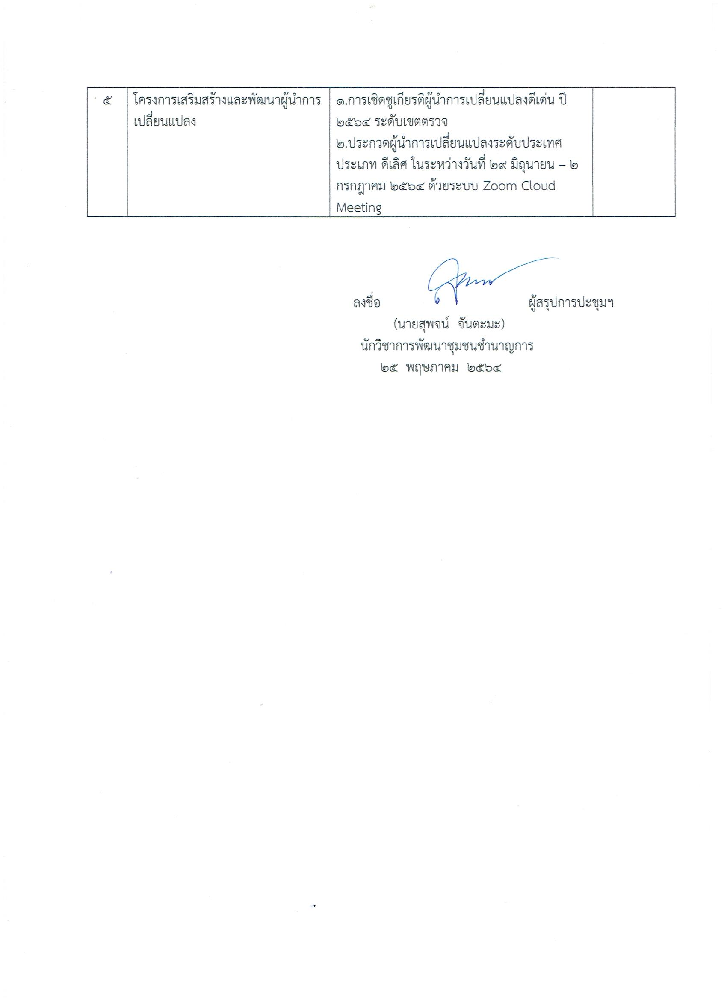 ๕ โครงการเสริมสร้างและพัฒนาผู้นำการ ๑.การเชิดชูเกียรติผู้นำการเปลี่ยนแปลงดีเด่น ปี
เปลี่ยนแปลง ๒๕๖๔ ระดับเขตตรวจ
๒.ประกวดผู้นำการเปลี่ยนแปลงระดับประเทศ
ประเภท ดีเลิศ ในระหว่างวันที่ ๒๙ มิถุนายน – ๒
กรกฎาคม ๒๕๖๔ ด้วยระบบ Zoom Cloud
Meeting
ลงชื่อ ผู้สรุปการปะชุมฯ
(นายสุพจน์ จันตะมะ)
นักวิชาการพัฒนาชุมชนชำนาญการ
๒๕ พฤษภาคม ๒๕๖๔